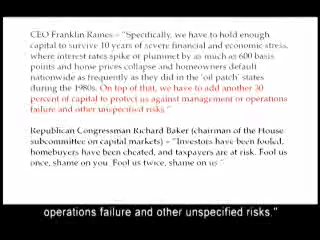 CEO Franklin Raines – "Specifically, we have to hold enough
capital to survive 10 years of severe financial and economic stress,
where interest rates spike or plummet by as much as 600 basis
points and home prices collapse and homeowners default
nationwide as frequently as they did in the 'oil patch' states
during the 1980s. On top of that, we have to add another 30
percent of capital to protect us against management or operations
failure and other unspecified risks."
Republican Congressman Richard Baker (chairman of the House
subcommittee on capital markets) – "Investors have been fooled,
homebuyers have been cheated, and taxpayers are at risk. Fool us
once, shame on you. Fool us twice, shame on us."
operations failure and other unspecified risks."